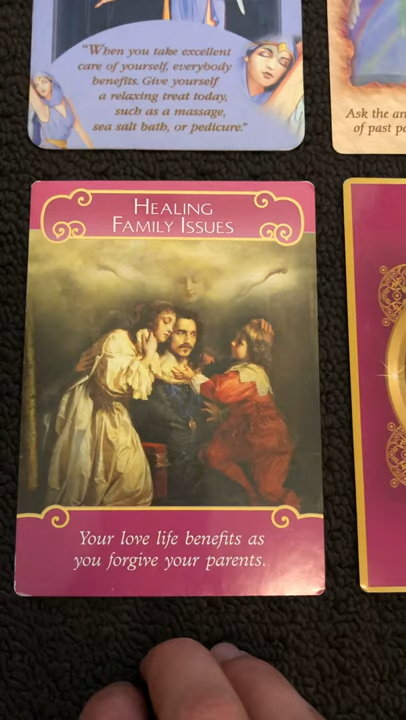 "When you take excellent
care of yourself, everybody
benefits. Give yourself
a relaxing treat today,
such as a massage,
sea salt bath, or pedicure."
Ask the an
of past pe
HEALING
FAMILY ISSUES
Your love life benefits as
you forgive your parents.